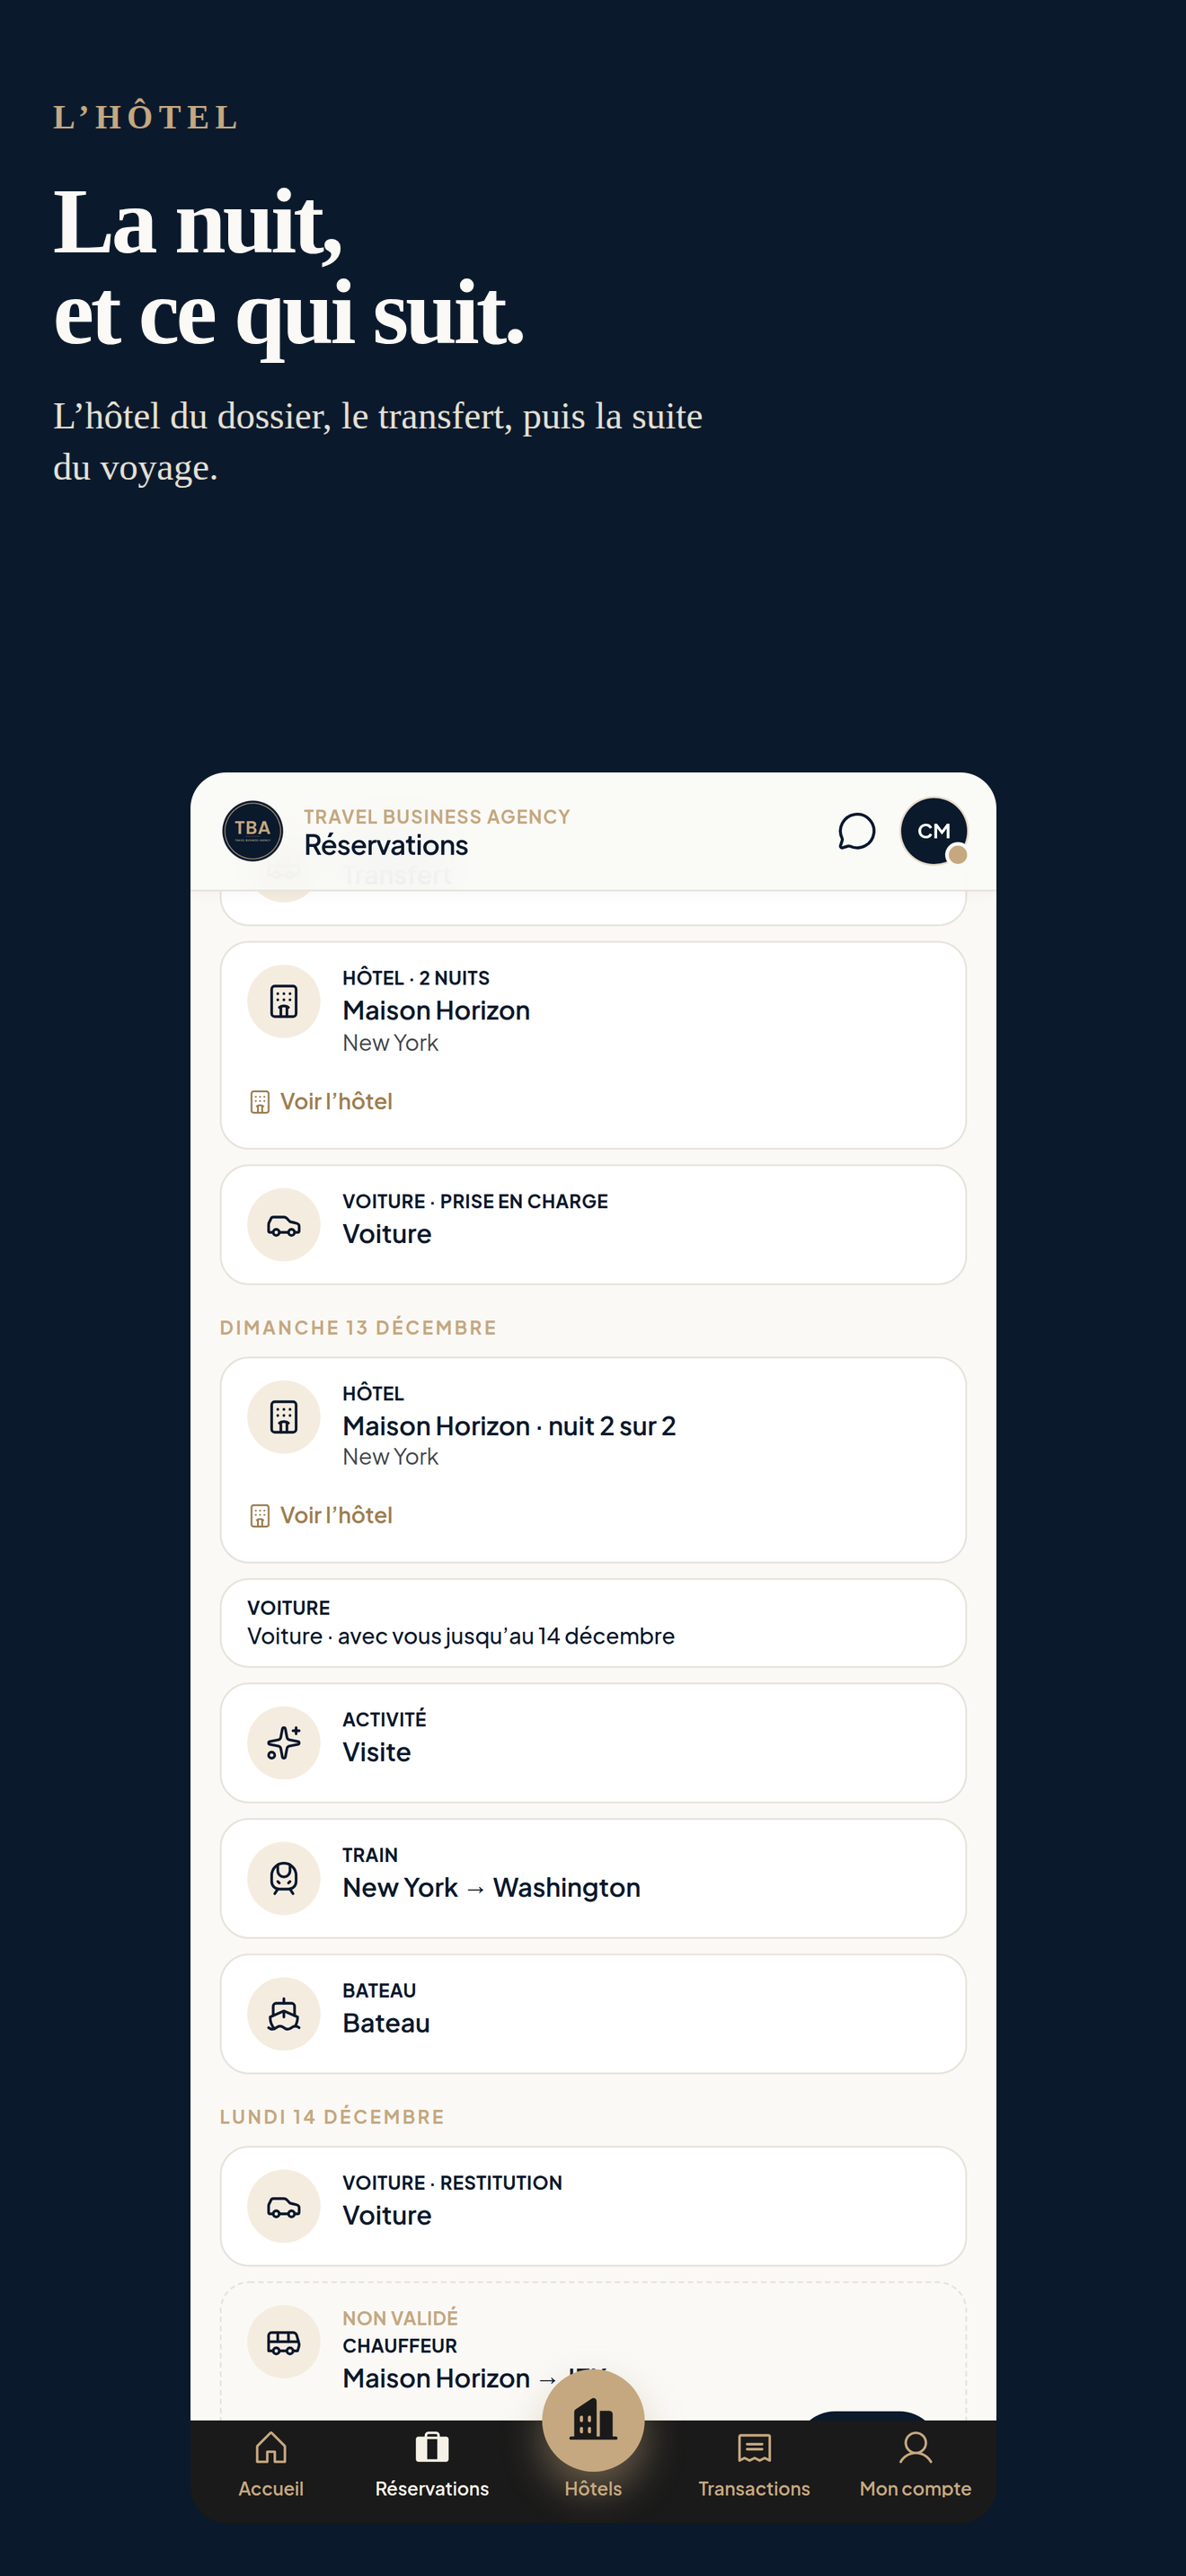 L’HÔTEL
La nuit,
et ce qui suit.
L’hôtel du dossier, le transfert, puis la suite
du voyage.
TBA
TRAVEL BUSINESS AGENCY
Réservations
CM
Transfert
HÔTEL · 2 NUITS
Maison Horizon
New York
Voir l’hôtel
VOITURE · PRISE EN CHARGE
Voiture
DIMANCHE 13 DÉCEMBRE
HÔTEL
Maison Horizon · nuit 2 sur 2
New York
Voir l’hôtel
VOITURE
Voiture · avec vous jusqu’au 14 décembre
ACTIVITÉ
Visite
TRAIN
New York → Washington
BATEAU
Bateau
LUNDI 14 DÉCEMBRE
VOITURE · RESTITUTION
Voiture
NON VALIDÉ
CHAUFFEUR
Maison Horizon →
Accueil
Réservations
Hôtels
Transactions
Mon compte